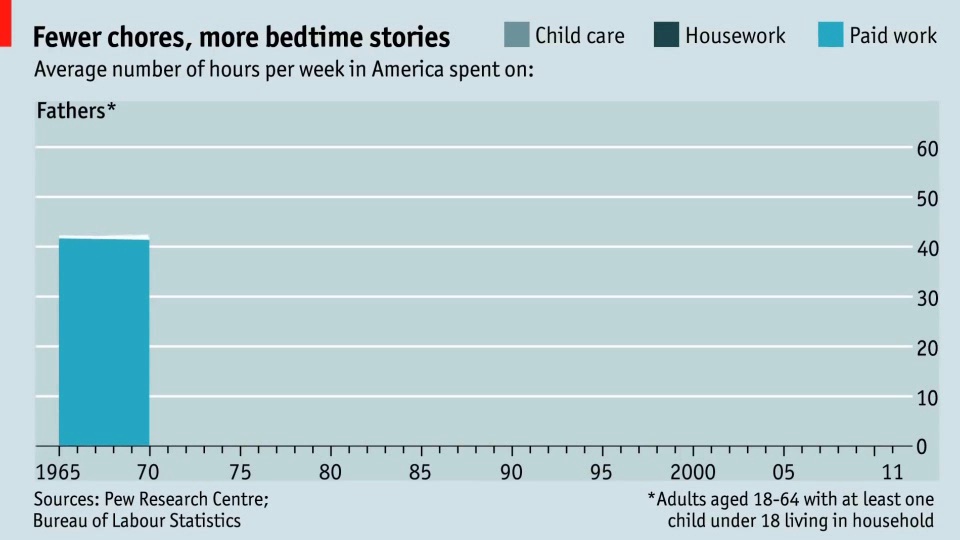 Fewer chores, more bedtime stories
Child care
Housework
Paid work
Average number of hours per week in America spent on:
Fathers*
60
50
40
30
20
10
0
1965 70 75 80 85 90 95 2000 05 11
Sources: Pew Research Centre;
Bureau of Labour Statistics
*Adults aged 18-64 with at least one
child under 18 living in household